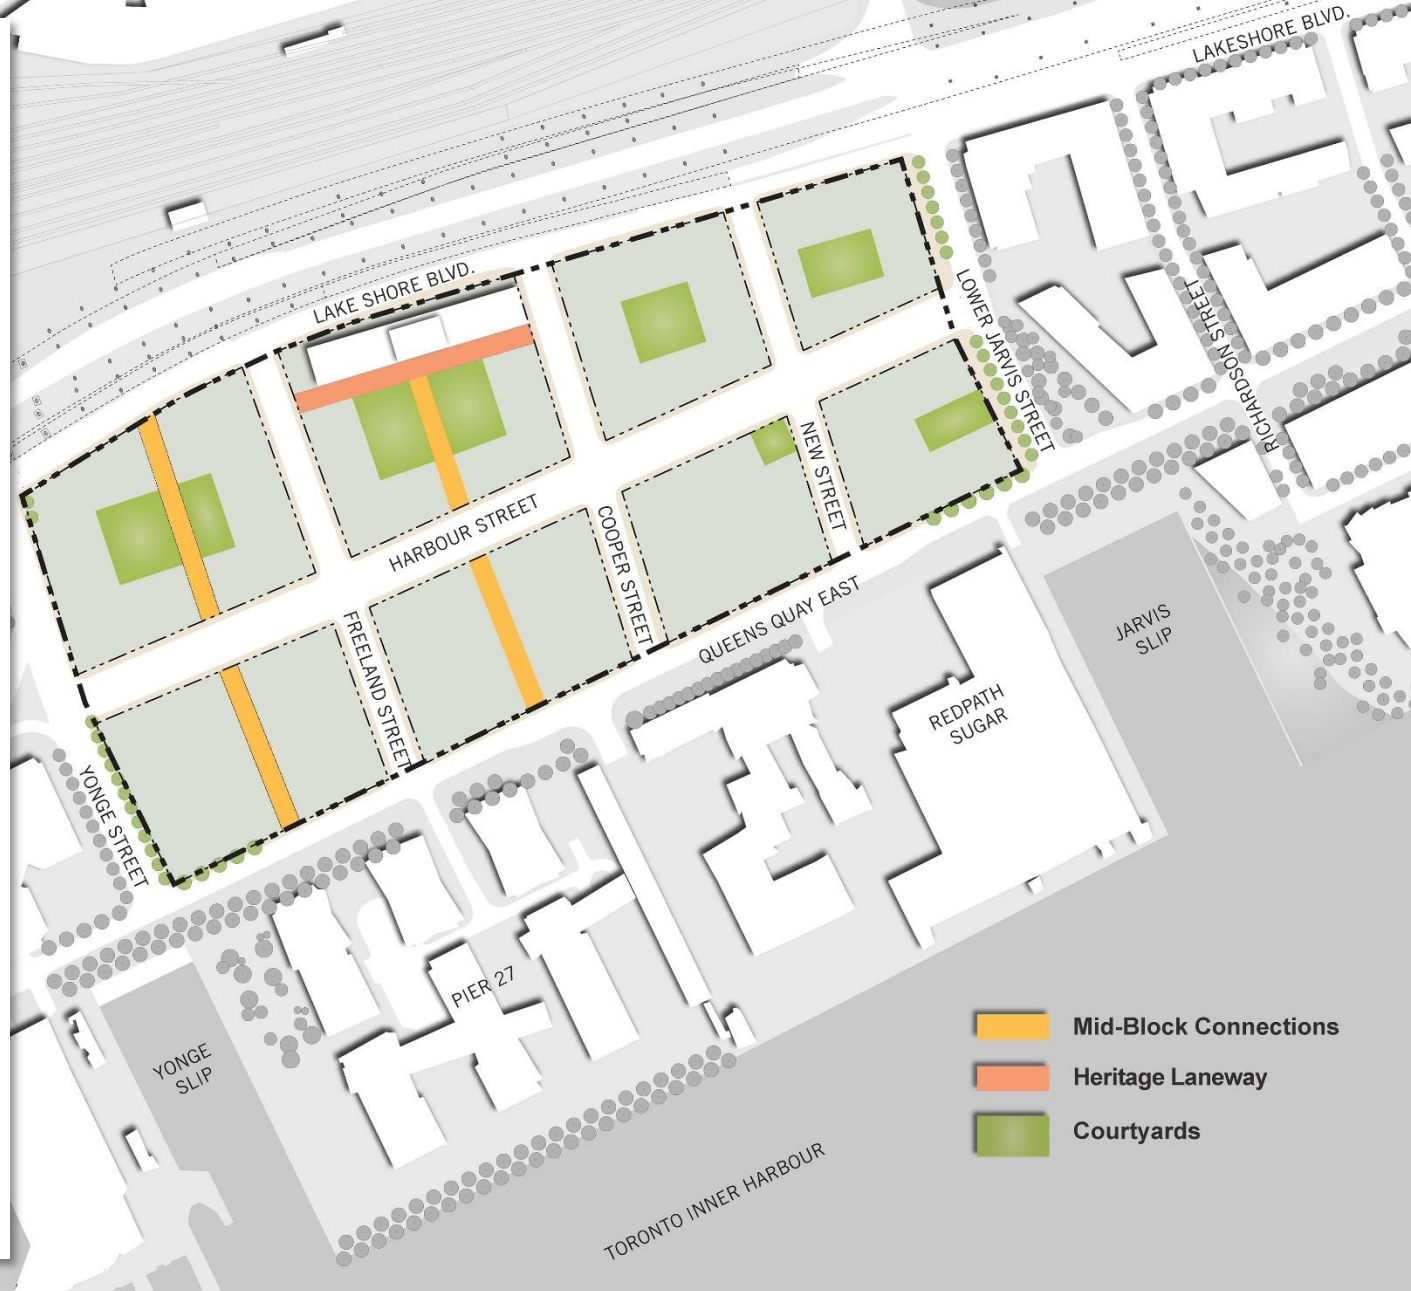 LAKESHORE BLVD.
LAKE SHORE BLVD.
LOWER JARVIS STREET
RICHARDSON STREET
NEW STREET
HARBOUR STREET
COOPER STREET
QUEENS QUAY EAST
FREELAND STREET
YONGE STREET
JARVIS
SLIP
REDPATH
SUGAR
PIER 27
YONGE
SLIP
TORONTO INNER HARBOUR
Mid-Block Connections
Heritage Laneway
Courtyards